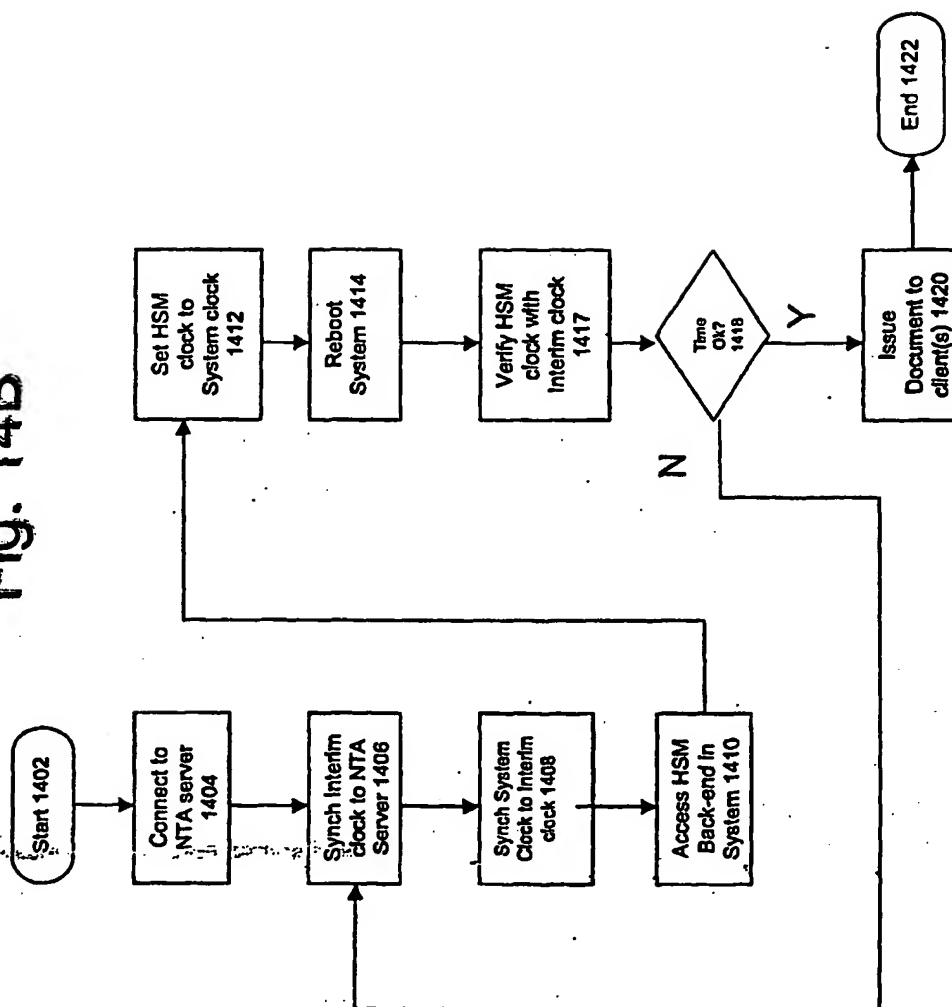 Fig. 14B
Start 1402
Connect to
NTA server
1404
Synch Interim
clock to NTA
Server 1406
Synch System
Clock to Interim
clock 1408
Access HSM
Back-end in
System 1410
Set HSM
clock to
System clock
1412
Reboot
System 1414
Verify HSM
clock with
Interim clock
1417
Time
Ok?
1418
N
Y
Issue
Document to
client(s) 1420
End 1422